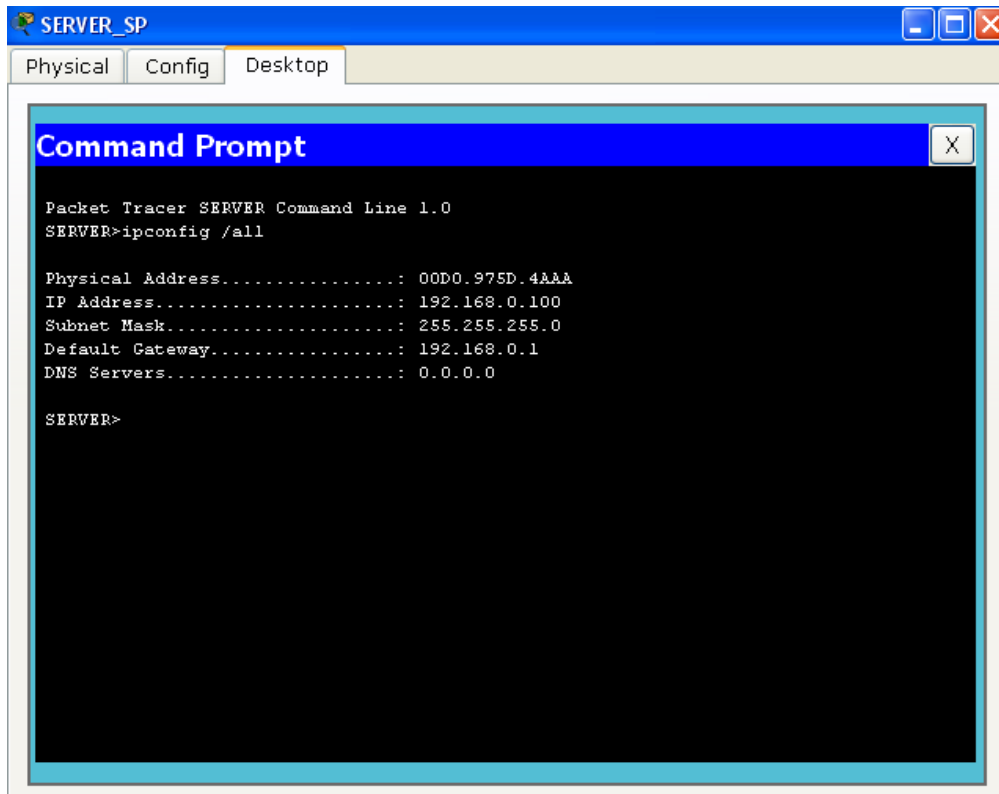 SERVER_SP
Physical Config Desktop
Command Prompt
X
Packet Tracer SERVER Command Line 1.0
SERVER>ipconfig /all
Physical Address................: 00D0.975D.4AAA
IP Address......................: 192.168.0.100
Subnet Mask.....................: 255.255.255.0
Default Gateway.................: 192.168.0.1
DNS Servers.....................: 0.0.0.0
SERVER>